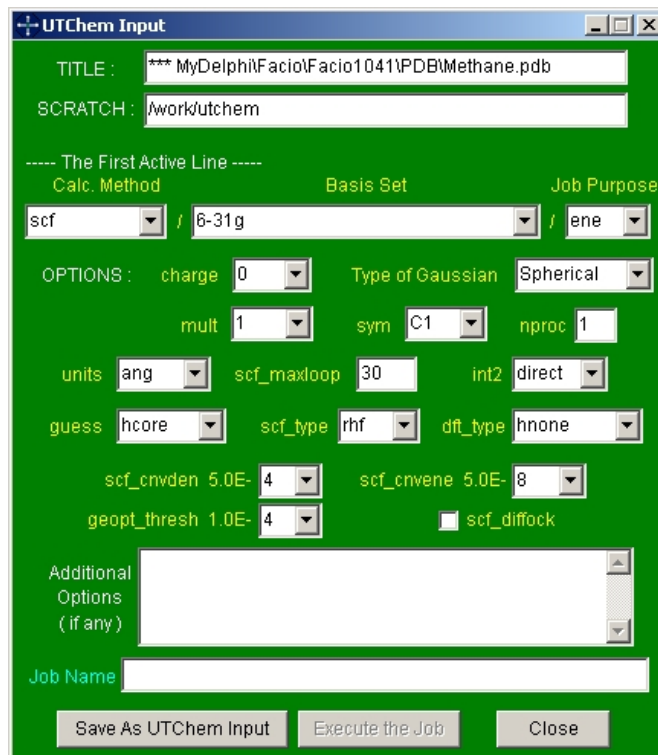 UTChem Input
TITLE : *** MyDelphi\Facio\Facio1041\PDB\Methane.pdb
SCRATCH : /work/utchem
----- The First Active Line -----
Calc. Method Basis Set Job Purpose
scf / 6-31g / ene
OPTIONS : charge 0 Type of Gaussian Spherical
mult 1 sym C1 nproc 1
units ang scf_maxloop 30 int2 direct
guess hcore scf_type rhf dft_type hnone
scf_cnvden 5.0E- 4 scf_cnvene 5.0E- 8
geopt_thresh 1.0E- 4 scf_diffock
Additional
Options
( if any )
Job Name
Save As UTChem Input Execute the Job Close